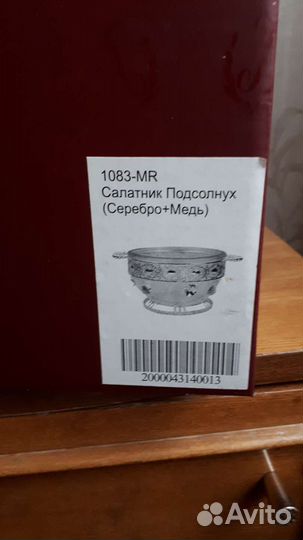 1083-MR
Салатник Подсолнух
(Серебро+Медь)
2000043140013
Avito